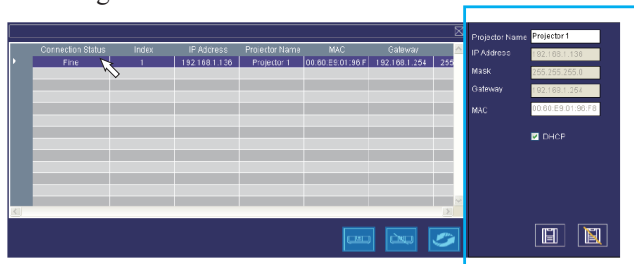 Connection Status Index IP Address Projector Name MAC Gateway
Fine 1 192.168.1.136 Projector 1 00.60.E9.01.96.F 192.168.1.254 255
Projector Name Projector 1
IP Address 192.168.1.136
Mask 255.255.255.0
Gateway 192.168.1.254
MAC 00.60.E9.01.96.F8
DHCP